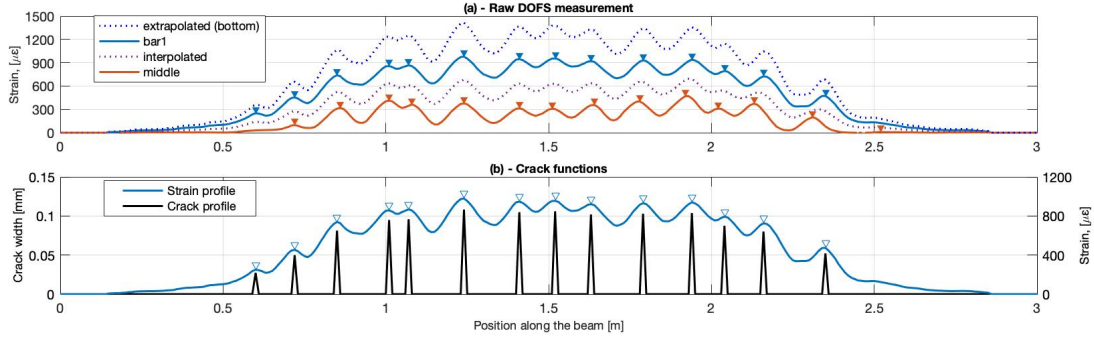 (a) - Raw DOFS measurement
1500
1200
900
600
300
0
Strain, [με]
extrapolated (bottom)
bar1
interpolated
middle
0 0.5 1 1.5 2 2.5 3
(b) - Crack functions
0.15
0.1
0.05
0
Crack width [mm]
Strain profile
Crack profile
1200
800
400
0
Strain, [με]
0 0.5 1 1.5 2 2.5 3
Position along the beam [m]